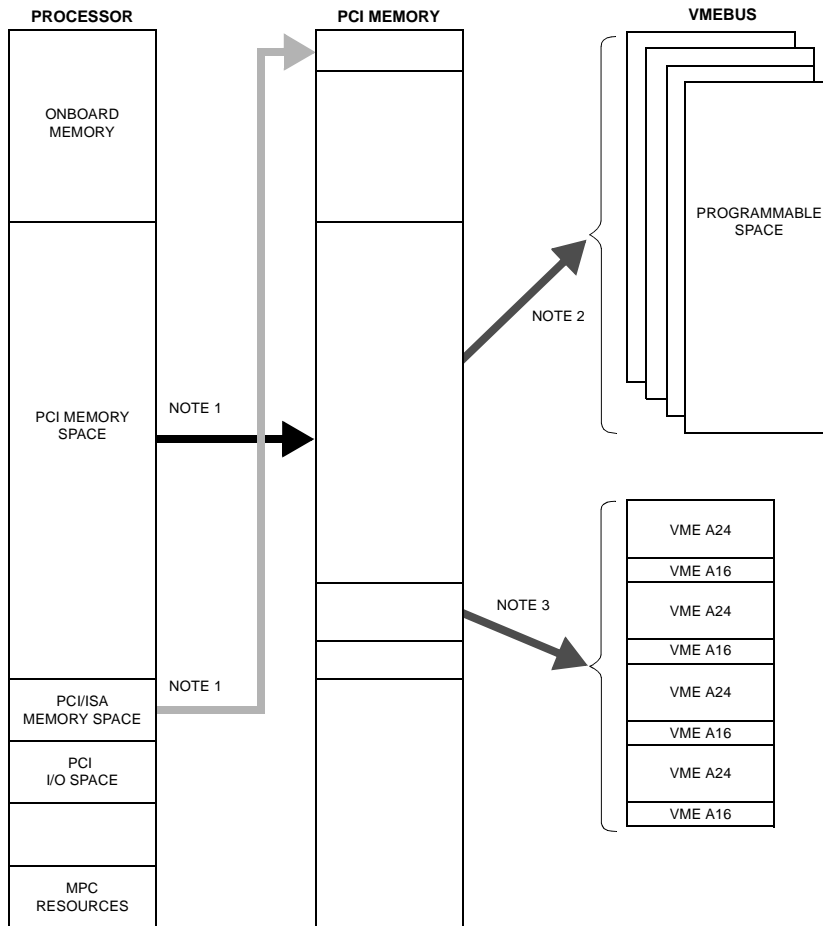 PROCESSOR
PCI MEMORY
VMEBUS
ONBOARD
MEMORY
PROGRAMMABLE
SPACE
NOTE 2
NOTE 1
PCI MEMORY
SPACE
VME A24
VME A16
NOTE 3
VME A24
VME A16
VME A24
VME A16
VME A24
VME A16
NOTE 1
PCI/ISA
MEMORY SPACE
PCI
I/O SPACE
MPC
RESOURCES